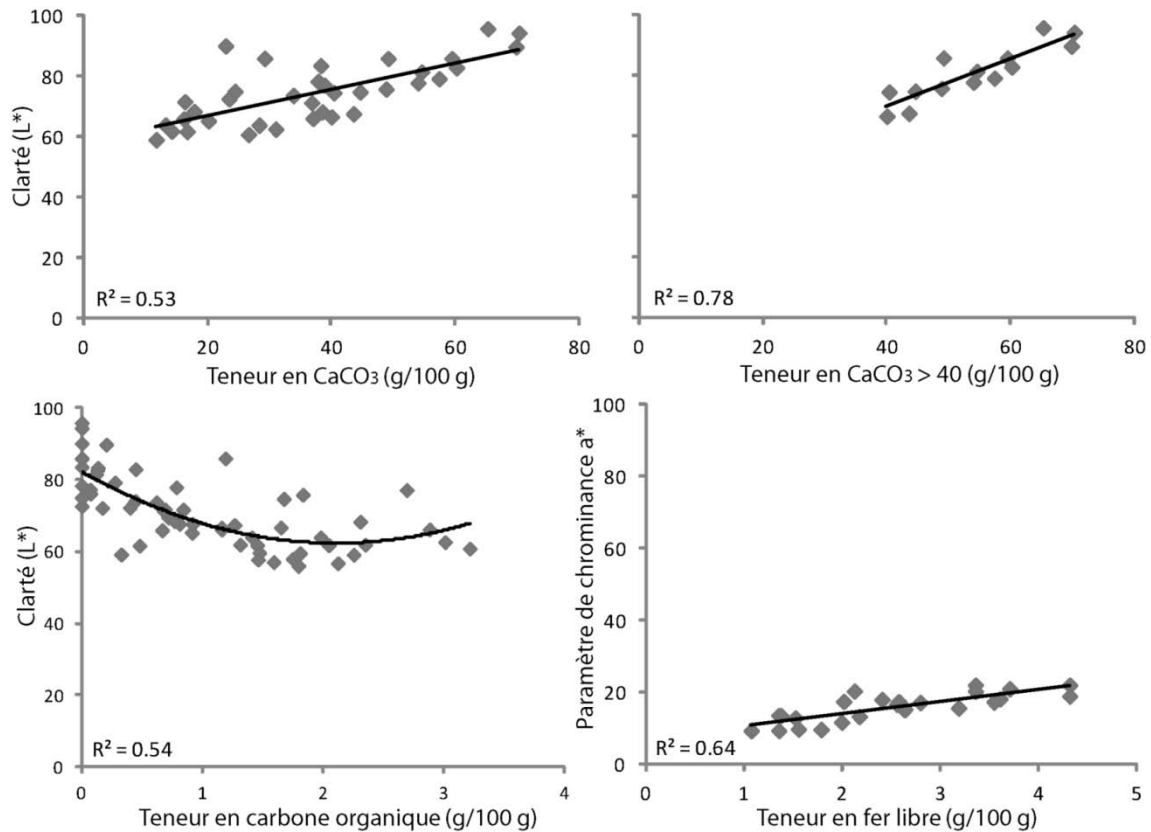 100
80
60
40
20
0
Clarté (L*)
R² = 0.53
0 20 40 60 80
Teneur en CaCO₃ (g/100 g)
R² = 0.78
0 20 40 60 80
Teneur en CaCO₃ > 40 (g/100 g)
100
80
60
40
20
0
Clarté (L*)
R² = 0.54
0 1 2 3 4
Teneur en carbone organique (g/100 g)
100
80
60
40
20
0
Paramètre de chrominance a*
R² = 0.64
0 1 2 3 4 5
Teneur en fer libre (g/100 g)